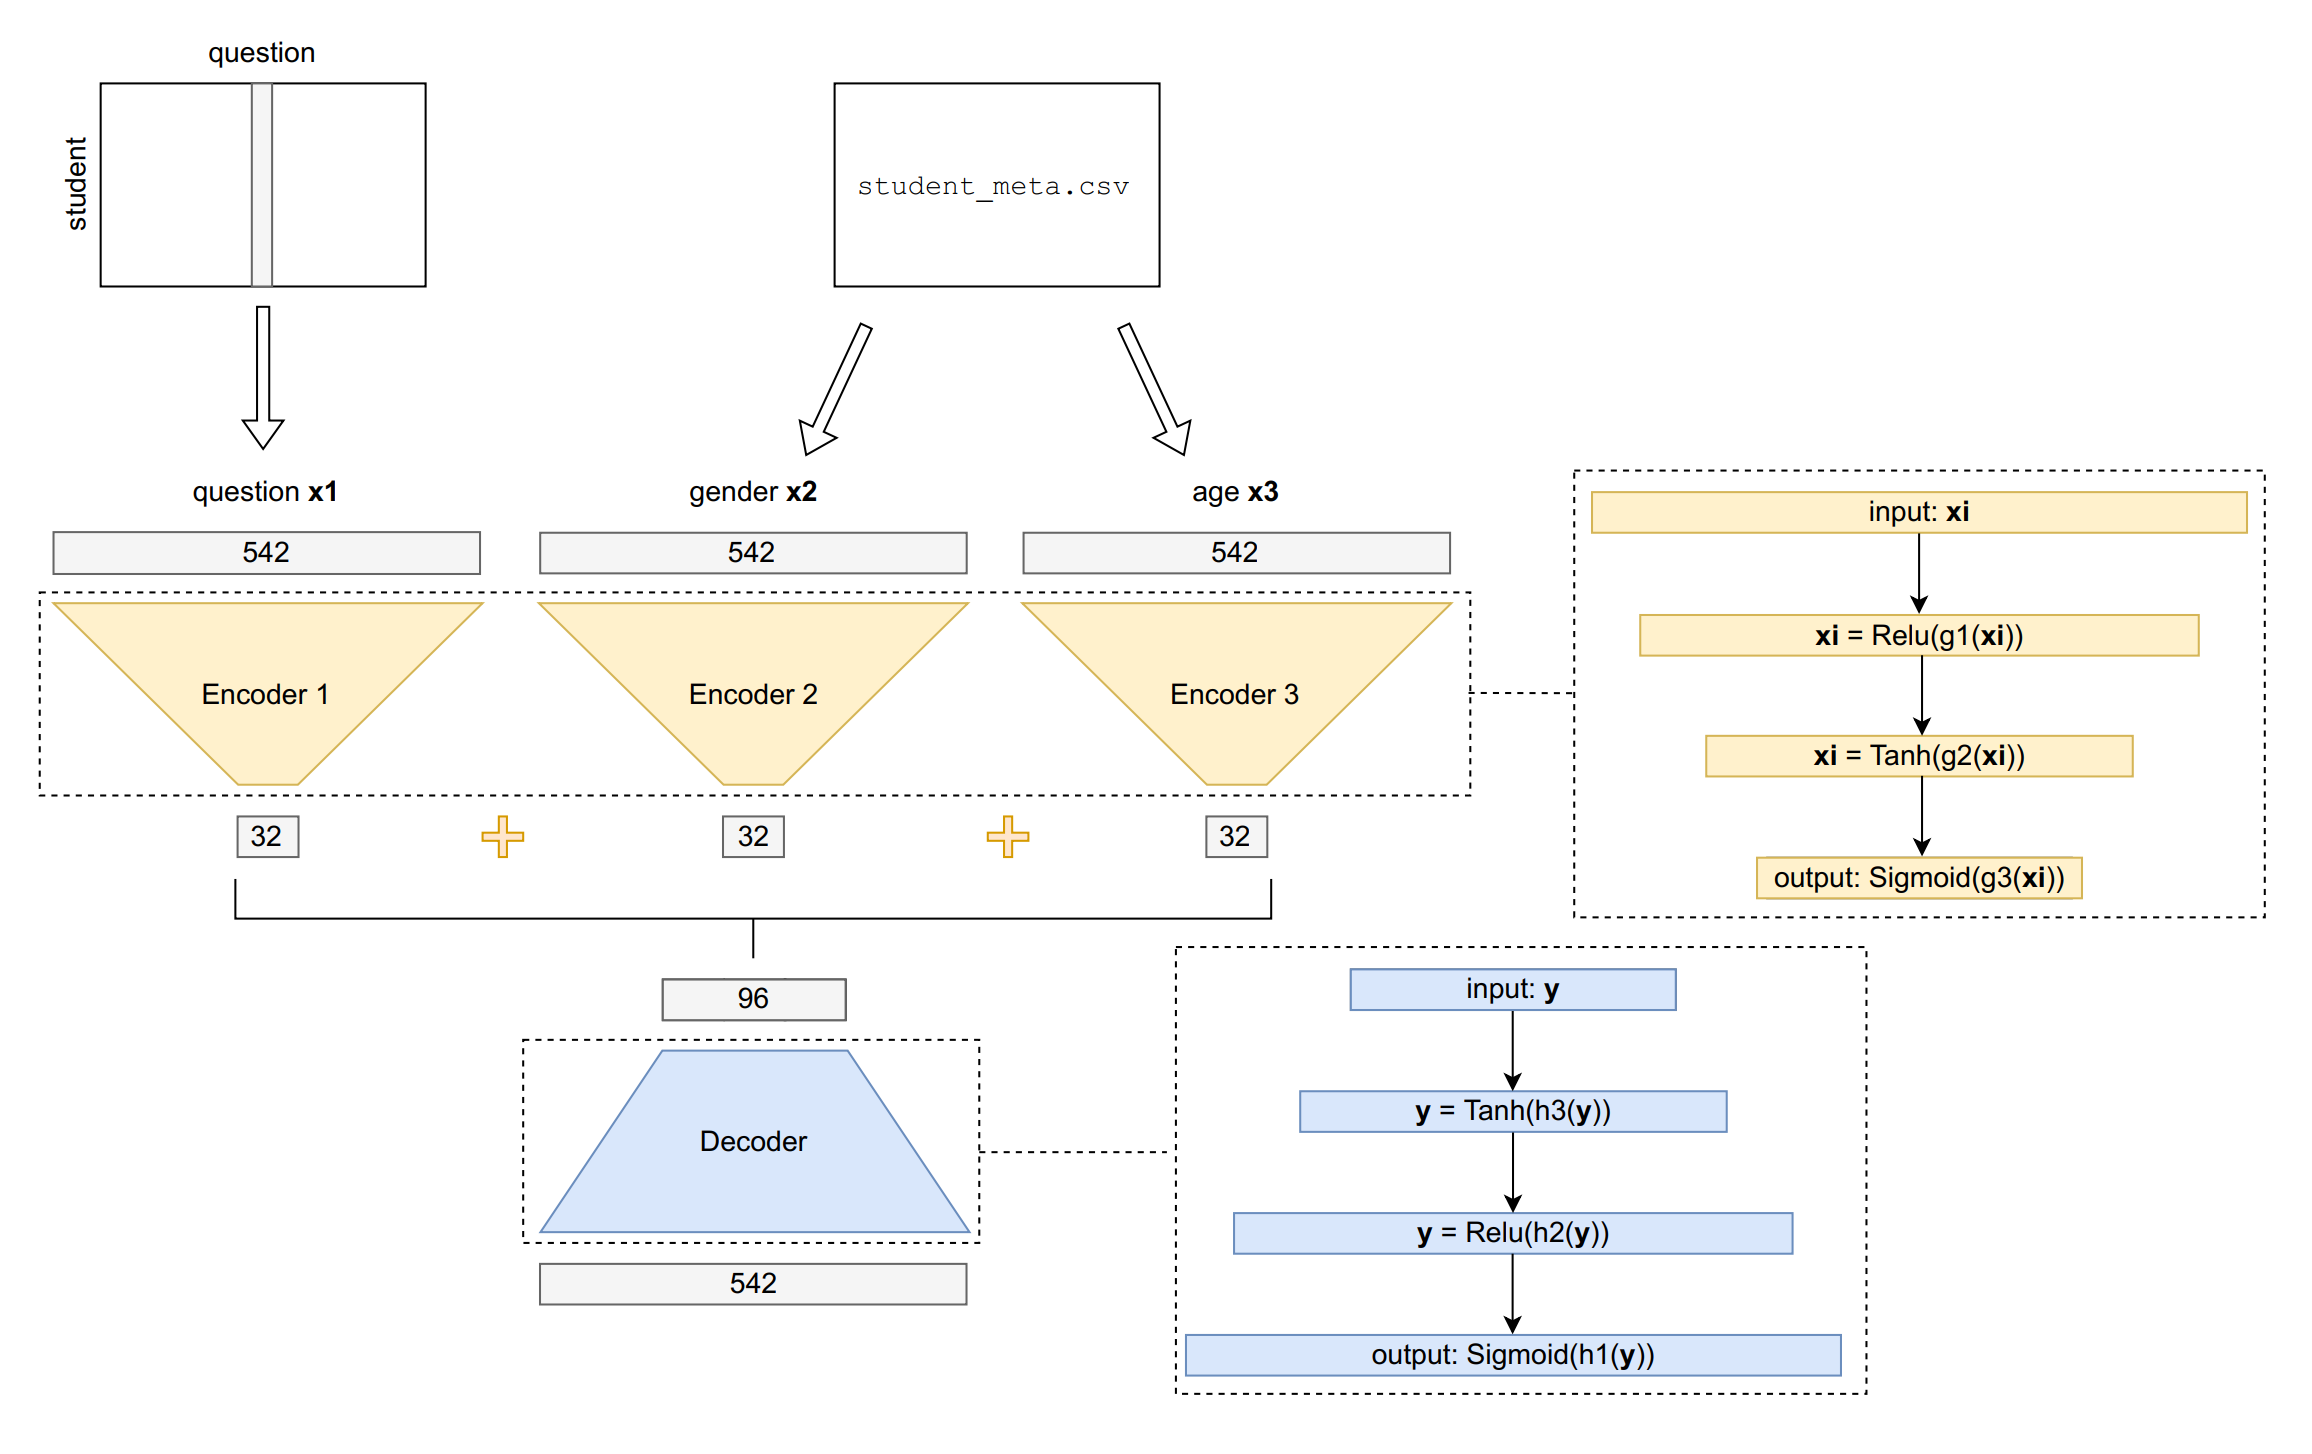 question
student
student_meta.csv
question x1
gender x2
age x3
542
542
542
Encoder 1
Encoder 2
Encoder 3
32
32
32
96
Decoder
542
input: xi
xi = Relu(g1(xi))
xi = Tanh(g2(xi))
output: Sigmoid(g3(xi))
input: y
y = Tanh(h3(y))
y = Relu(h2(y))
output: Sigmoid(h1(y))